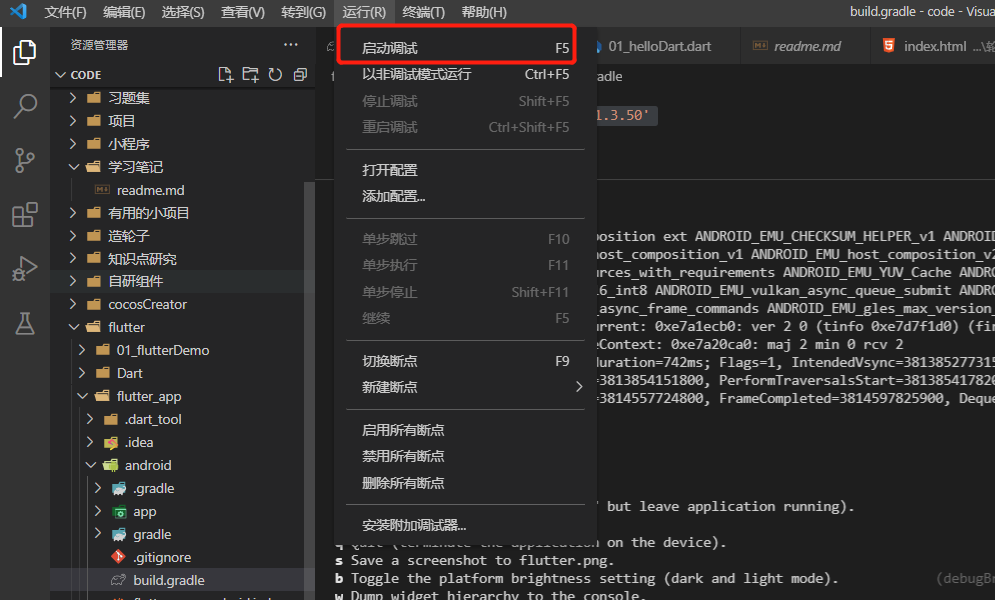 文件(F) 编辑(E) 选择(S) 查看(V) 转到(G) 运行(R) 终端(T) 帮助(H) build.gradle - code - Visua
资源管理器 ...
CODE
习题集
项目
小程序
学习笔记
readme.md
有用的小项目
造轮子
知识点研究
自研组件
cocosCreator
flutter
01_flutterDemo
Dart
flutter_app
.dart_tool
.idea
android
.gradle
app
gradle
.gitignore
build.gradle
启动调试 F5
以非调试模式运行 Ctrl+F5
停止调试 Shift+F5
重启调试 Ctrl+Shift+F5
打开配置
添加配置...
单步跳过 F10
单步执行 F11
单步停止 Shift+F11
继续 F5
切换断点 F9
新建断点
启用所有断点
禁用所有断点
删除所有断点
安装附加调试器...
01_helloDart.dart readme.md index.html ...\轮
adle
1.3.50'
position ext ANDROID_EMU_CHECKSUM_HELPER_v1 ANDROI
ost_composition_v1 ANDROID_EMU_host_composition_v2
urces_with_requirements ANDROID_EMU_YUV_Cache ANDRO
6_int8 ANDROID_EMU_vulkan_async_queue_submit ANDRO
async_frame_commands ANDROID_EMU_gles_max_version_
urrent: 0xe7a1ecb0: ver 2 0 (tinfo 0xe7d7f1d0) (fir
eContext: 0xe7a20ca0: maj 2 min 0 rcv 2
uration=742ms; Flags=1, IntendedVsync=381385277315
=3813854151800, PerformTraversalsStart=381385417820
=3814557724800, FrameCompleted=3814597825900, Deque
but leave application running).
q Quit (terminate the application on the device).
s Save a screenshot to flutter.png.
b Toggle the platform brightness setting (dark and light mode). (debugBr
w Dump widget hierarchy to the console.